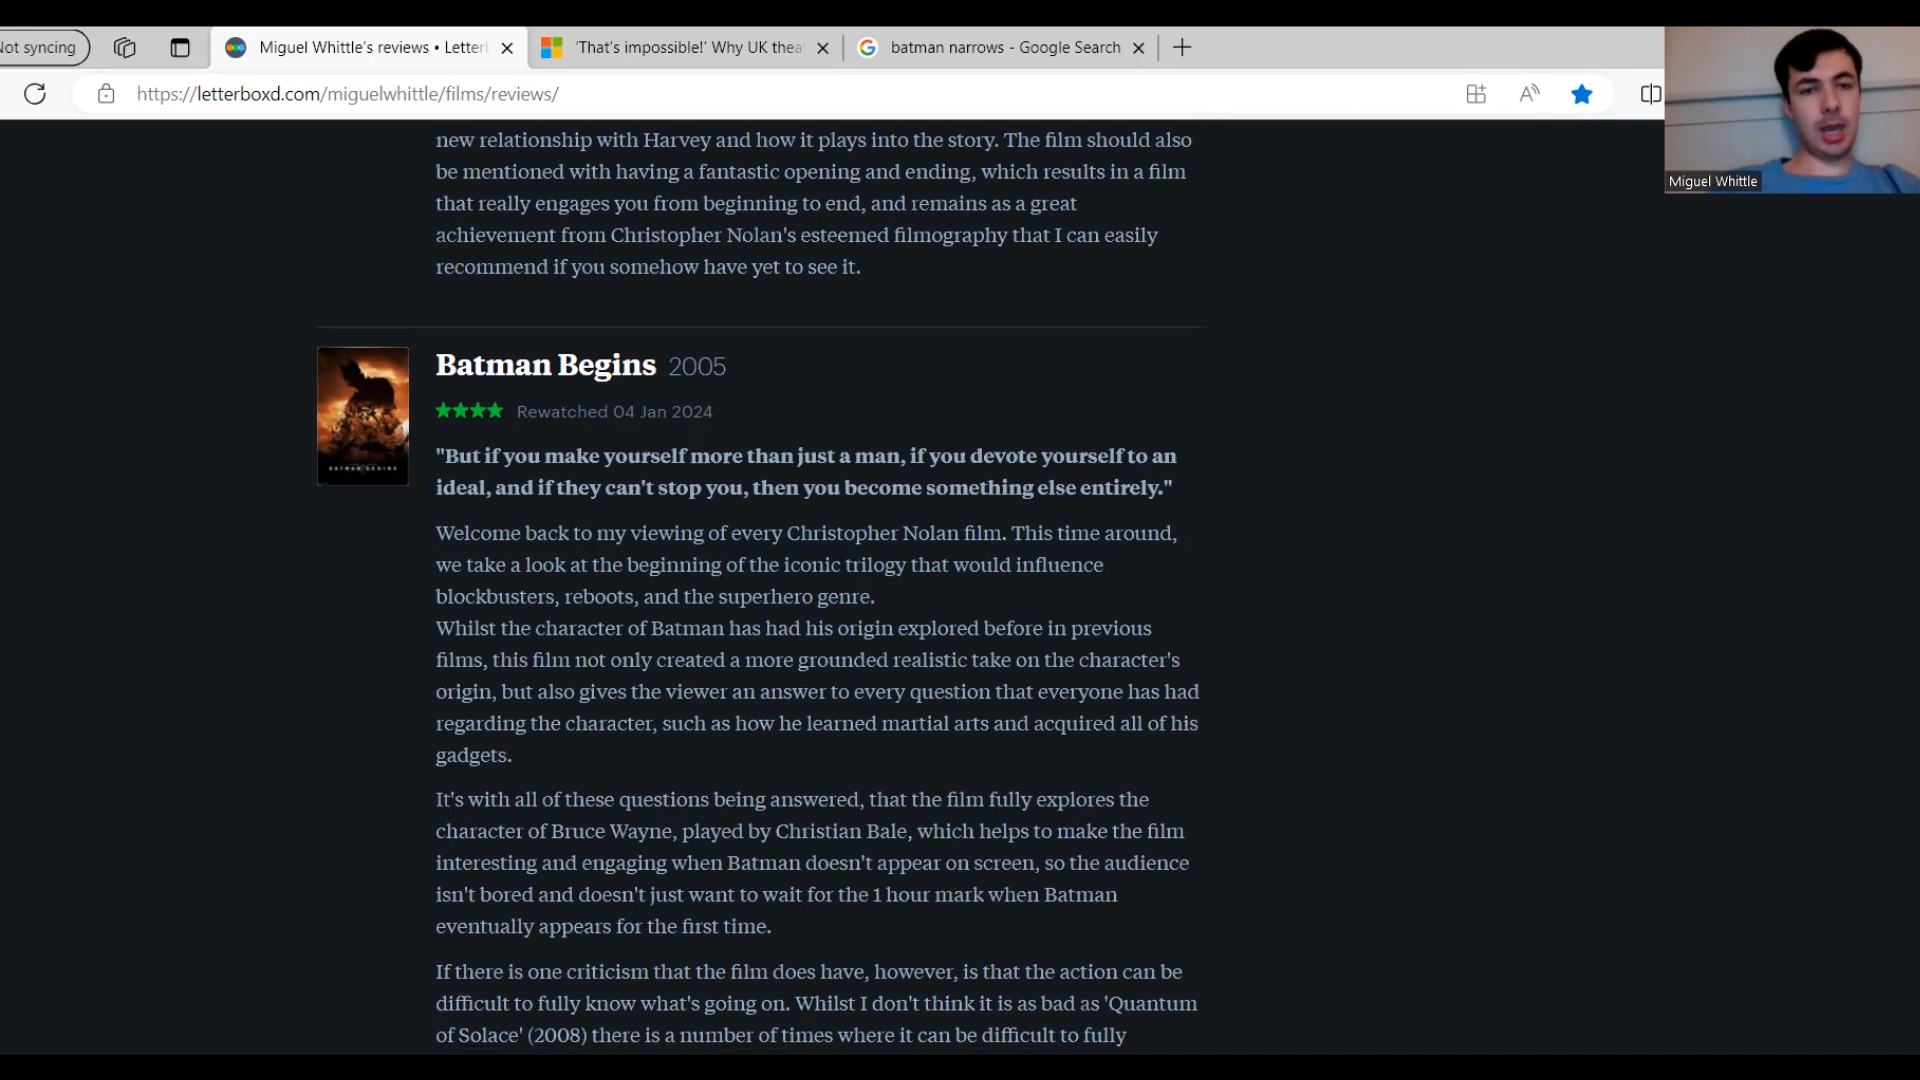 Not syncing
Miguel Whittle's reviews • Letter
'That's impossible!' Why UK thea
batman narrows - Google Search
https://letterboxd.com/miguelwhittle/films/reviews/
Miguel Whittle
new relationship with Harvey and how it plays into the story. The film should also
be mentioned with having a fantastic opening and ending, which results in a film
that really engages you from beginning to end, and remains as a great
achievement from Christopher Nolan's esteemed filmography that I can easily
recommend if you somehow have yet to see it.
BATMAN BEGINS
Batman Begins 2005
Rewatched 04 Jan 2024
"But if you make yourself more than just a man, if you devote yourself to an
ideal, and if they can't stop you, then you become something else entirely."
Welcome back to my viewing of every Christopher Nolan film. This time around,
we take a look at the beginning of the iconic trilogy that would influence
blockbusters, reboots, and the superhero genre.
Whilst the character of Batman has had his origin explored before in previous
films, this film not only created a more grounded realistic take on the character's
origin, but also gives the viewer an answer to every question that everyone has had
regarding the character, such as how he learned martial arts and acquired all of his
gadgets.
It's with all of these questions being answered, that the film fully explores the
character of Bruce Wayne, played by Christian Bale, which helps to make the film
interesting and engaging when Batman doesn't appear on screen, so the audience
isn't bored and doesn't just want to wait for the 1 hour mark when Batman
eventually appears for the first time.
If there is one criticism that the film does have, however, is that the action can be
difficult to fully know what's going on. Whilst I don't think it is as bad as 'Quantum
of Solace' (2008) there is a number of times where it can be difficult to fully